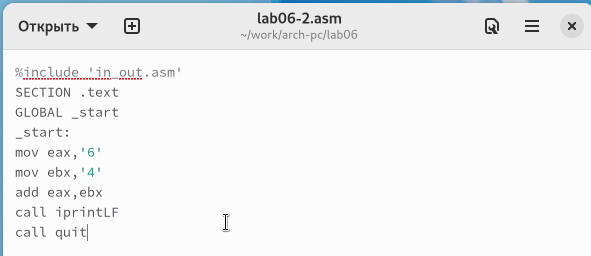 Открыть
lab06-2.asm
~/work/arch-pc/lab06
%include 'in_out.asm'
SECTION .text
GLOBAL _start
_start:
mov eax,'6'
mov ebx,'4'
add eax,ebx
call iprintLF
call quit